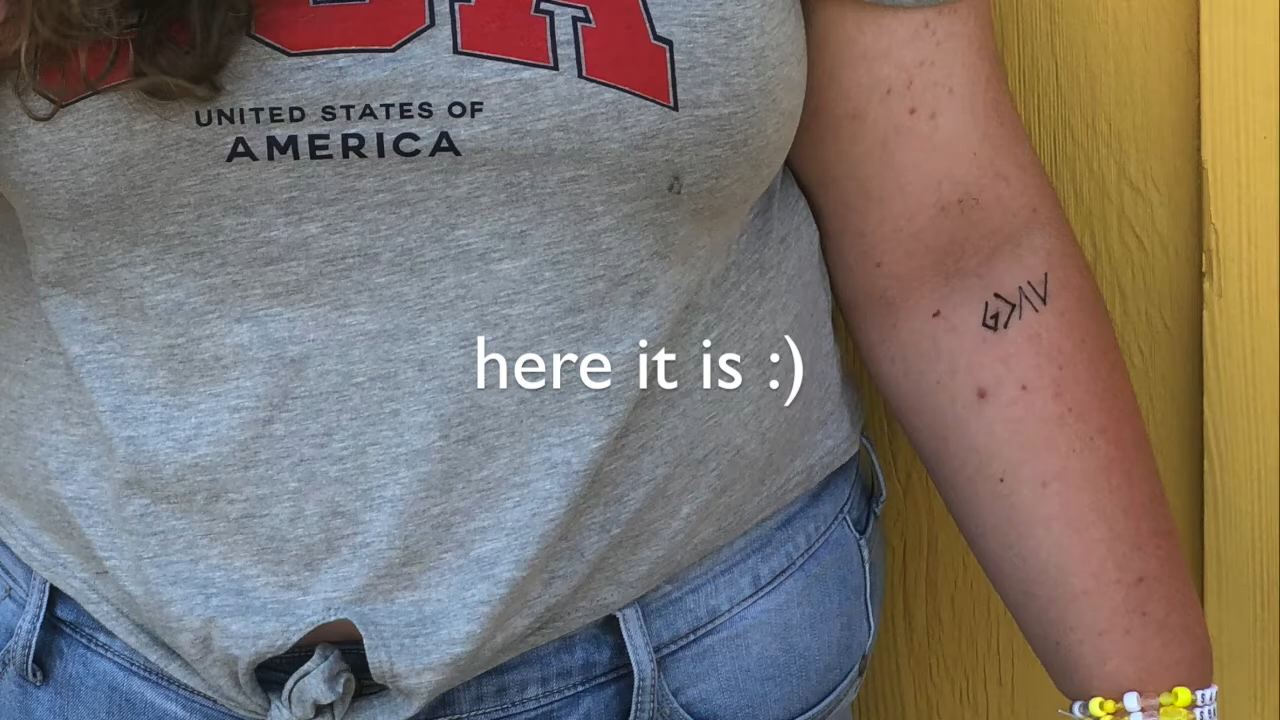 UNITED STATES OF
AMERICA
here it is :)
G>∧∨